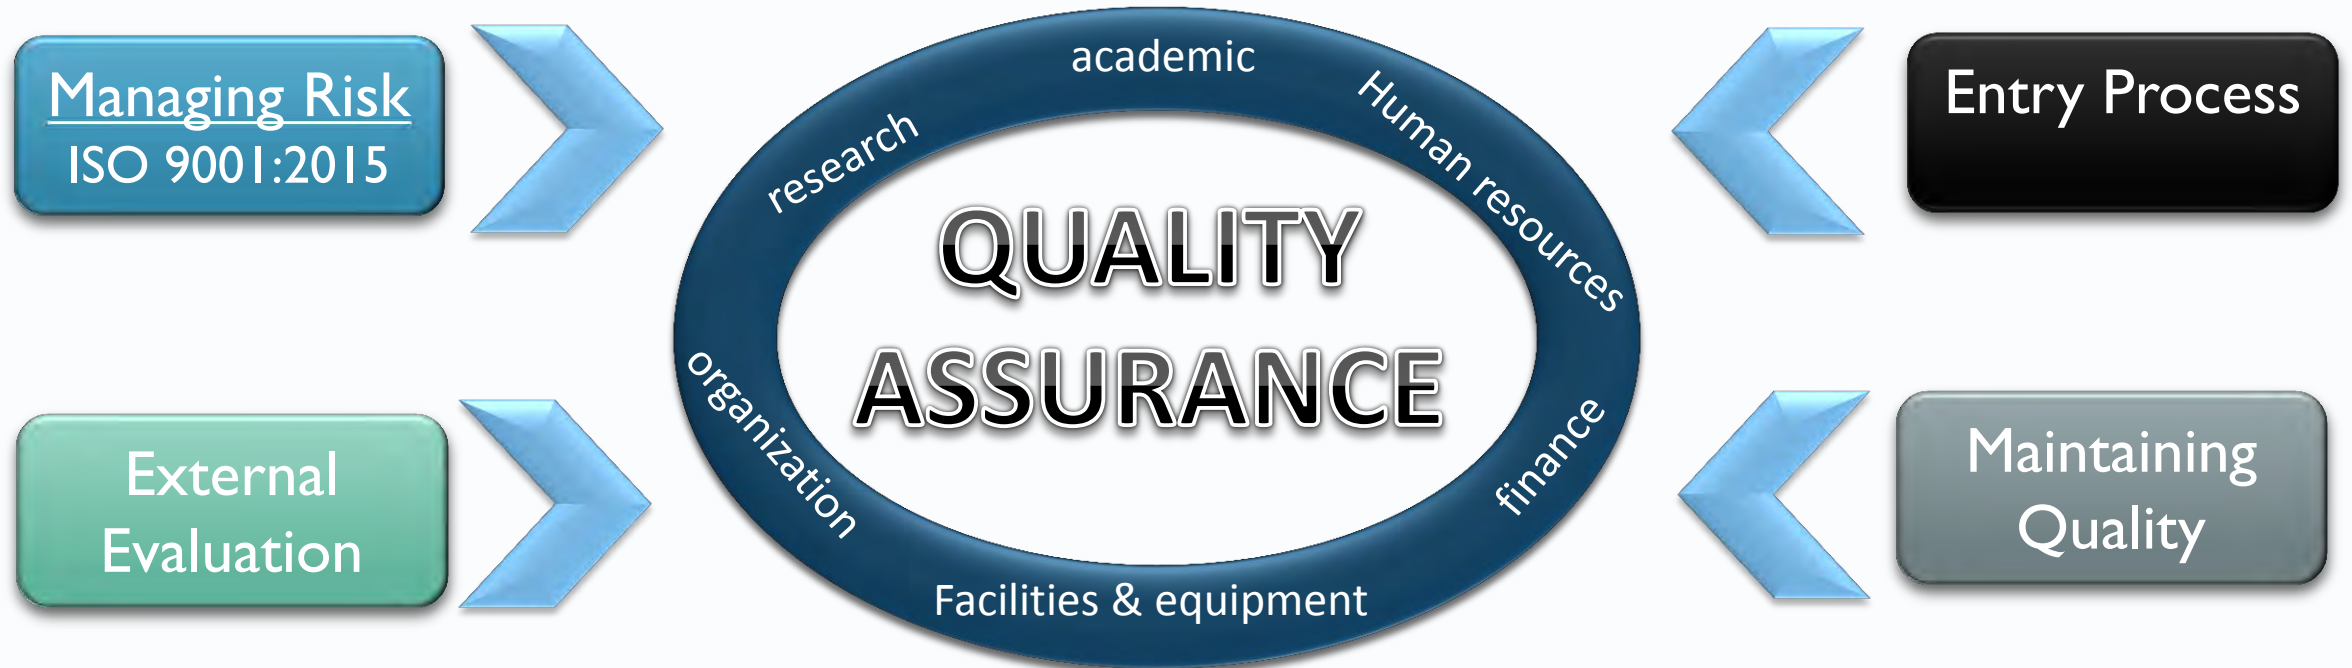 Managing Risk
ISO 9001:2015
External
Evaluation
academic
Human resources
research
QUALITY
ASSURANCE
organization
finance
Facilities & equipment
Entry Process
Maintaining
Quality